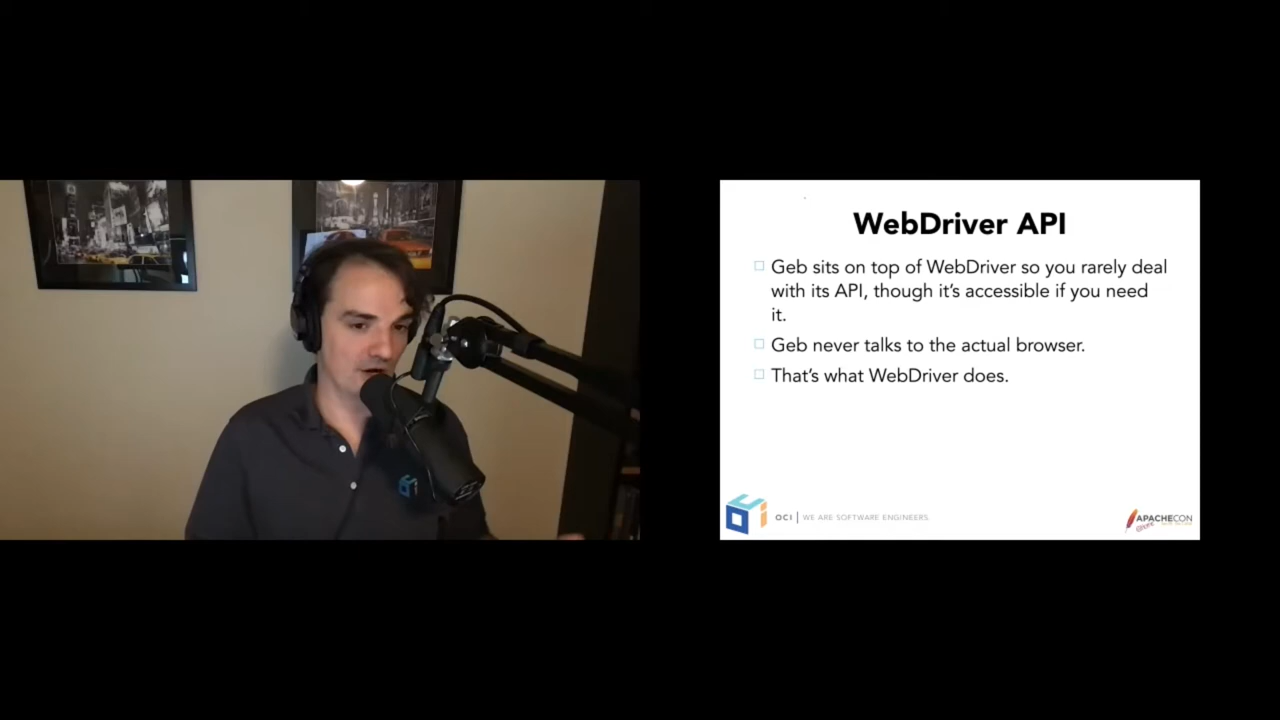 WebDriver API
Geb sits on top of WebDriver so you rarely deal
with its API, though it's accessible if you need
it.
Geb never talks to the actual browser.
That's what WebDriver does.
OCI | WE ARE SOFTWARE ENGINEERS
APACHECON
@home